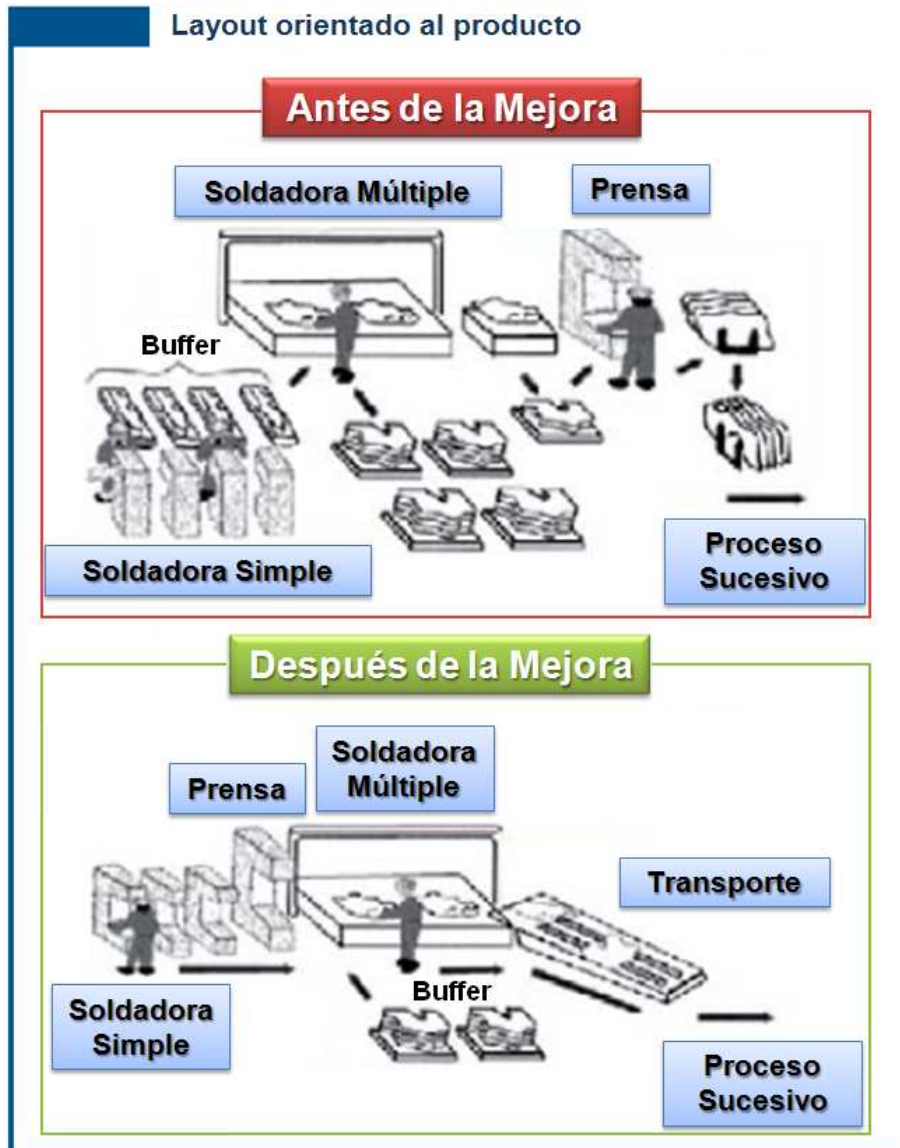 Layout orientado al producto
Antes de la Mejora
Soldadora Múltiple
Prensa
Buffer
Soldadora Simple
Proceso
Sucesivo
Después de la Mejora
Soldadora
Múltiple
Prensa
Transporte
Buffer
Soldadora
Simple
Proceso
Sucesivo